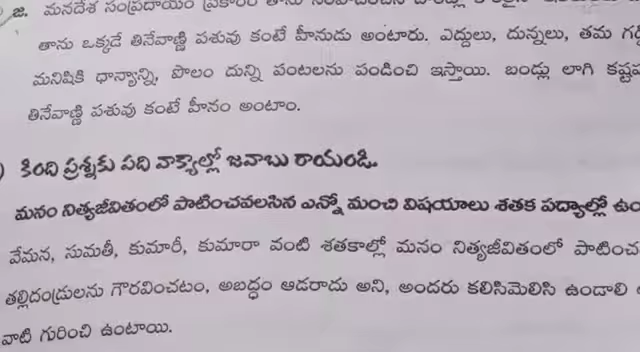 జ. మనదేశ సంప్రదాయం ప్రకారం తాను
తాను ఒక్కడే తినేవాణ్ణి పశువు కంటే హీనుడు అంటారు. ఎద్దులు, దున్నలు, తమ
మనిషికి ధాన్యాన్ని, పొలం దున్ని పంటలను పండించి ఇస్తాయి. బండ్లు లాగి
తినేవాణ్ణి పశువు కంటే హీనం అంటాం.
) కింది ప్రశ్నకు పది వాక్యాల్లో జవాబు రాయండి.
మనం నిత్యజీవితంలో పాటించవలసిన ఎన్నో మంచి విషయాలు శతక పద్యాల్లో
వేమన, సుమతీ, కుమారీ, కుమారా వంటి శతకాల్లో మనం నిత్యజీవితంలో
తల్లిదండ్రులను గౌరవించటం, అబద్ధం ఆడరాదు అని, అందరు కలిసిమెలిసి ఉండాలి
వాటి గురించి ఉంటాయి.